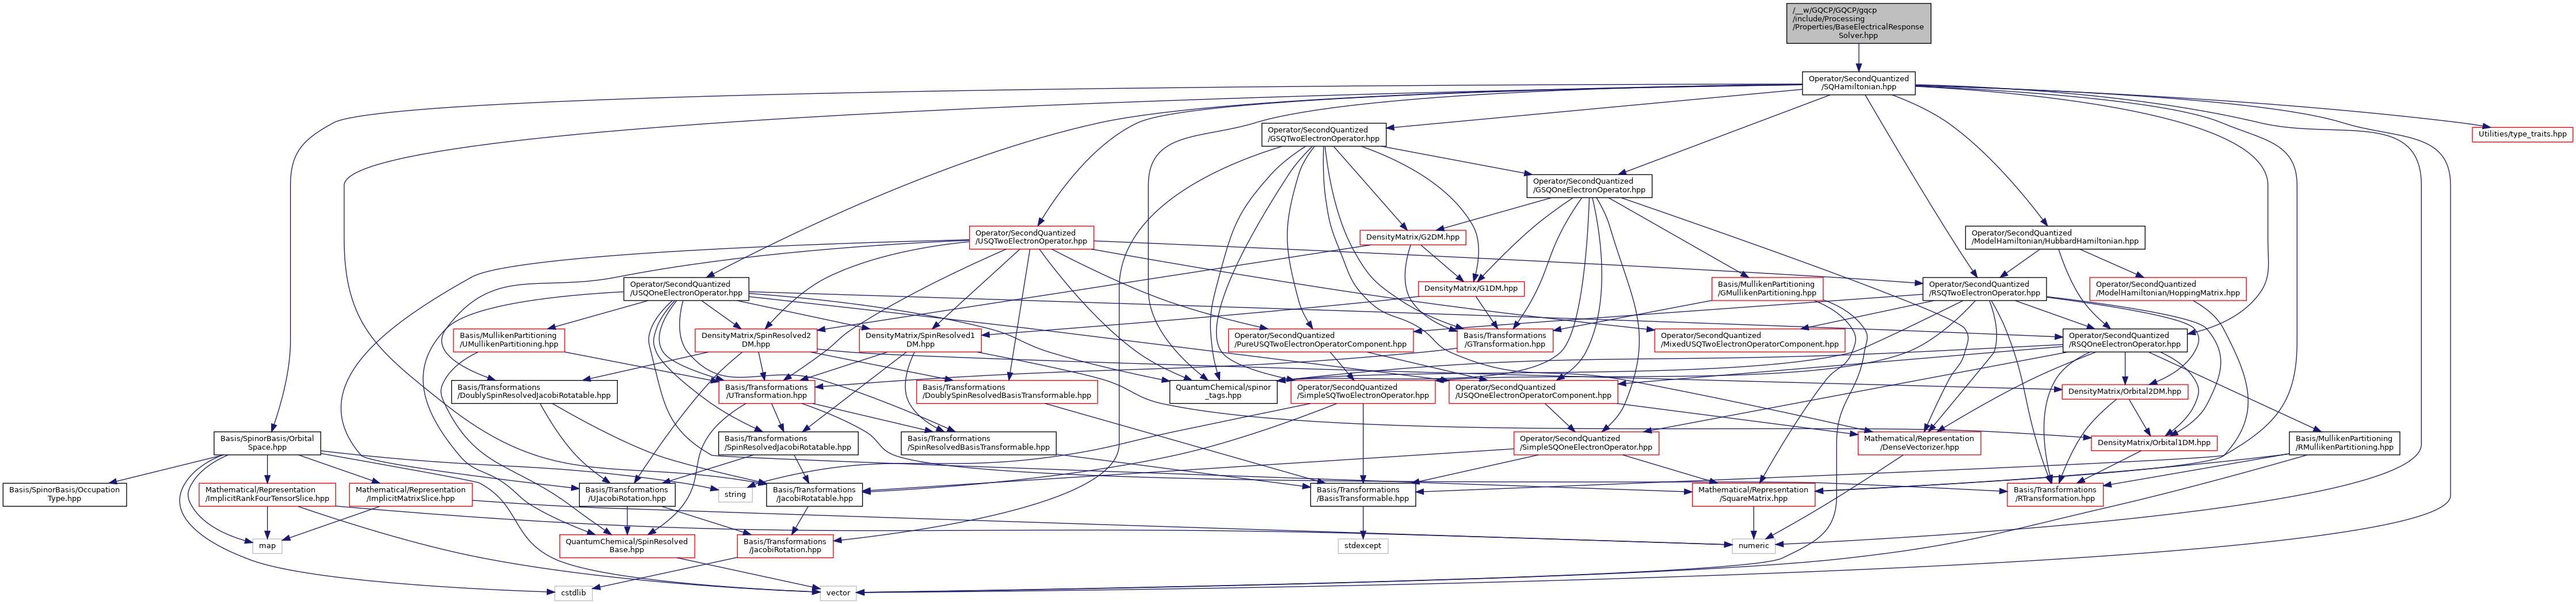 /__w/GQCP/GQCP/gqcp
/include/Processing
/Properties/BaseElectricalResponse
Solver.hpp
Operator/SecondQuantized
/SQHamiltonian.hpp
Operator/SecondQuantized
/GSQTwoElectronOperator.hpp
Utilities/type_traits.hpp
Operator/SecondQuantized
/GSQOneElectronOperator.hpp
Operator/SecondQuantized
/USQTwoElectronOperator.hpp
DensityMatrix/G2DM.hpp
Operator/SecondQuantized
/ModelHamiltonian/HubbardHamiltonian.hpp
Operator/SecondQuantized
/USQOneElectronOperator.hpp
DensityMatrix/G1DM.hpp
Basis/MullikenPartitioning
/GMullikenPartitioning.hpp
Operator/SecondQuantized
/RSQTwoElectronOperator.hpp
Operator/SecondQuantized
/ModelHamiltonian/HoppingMatrix.hpp
Basis/MullikenPartitioning
/UMullikenPartitioning.hpp
DensityMatrix/SpinResolved2
DM.hpp
DensityMatrix/SpinResolved1
DM.hpp
Operator/SecondQuantized
/PureUSQTwoElectronOperatorComponent.hpp
Basis/Transformations
/GTransformation.hpp
Operator/SecondQuantized
/MixedUSQTwoElectronOperatorComponent.hpp
Operator/SecondQuantized
/RSQOneElectronOperator.hpp
Basis/Transformations
/DoublySpinResolvedJacobiRotatable.hpp
Basis/Transformations
/UTransformation.hpp
Basis/Transformations
/DoublySpinResolvedBasisTransformable.hpp
QuantumChemical/spinor
_tags.hpp
Operator/SecondQuantized
/SimpleSQTwoElectronOperator.hpp
Operator/SecondQuantized
/USQOneElectronOperatorComponent.hpp
DensityMatrix/Orbital2DM.hpp
Basis/SpinorBasis/Orbital
Space.hpp
Basis/Transformations
/SpinResolvedJacobiRotatable.hpp
Basis/Transformations
/SpinResolvedBasisTransformable.hpp
Operator/SecondQuantized
/SimpleSQOneElectronOperator.hpp
Mathematical/Representation
/DenseVectorizer.hpp
DensityMatrix/Orbital1DM.hpp
Basis/MullikenPartitioning
/RMullikenPartitioning.hpp
Basis/SpinorBasis/Occupation
Type.hpp
Mathematical/Representation
/ImplicitRankFourTensorSlice.hpp
Mathematical/Representation
/ImplicitMatrixSlice.hpp
Basis/Transformations
/UJacobiRotation.hpp
string
Basis/Transformations
/JacobiRotatable.hpp
Basis/Transformations
/BasisTransformable.hpp
Mathematical/Representation
/SquareMatrix.hpp
Basis/Transformations
/RTransformation.hpp
map
QuantumChemical/SpinResolved
Base.hpp
Basis/Transformations
/JacobiRotation.hpp
stdexcept
numeric
cstdlib
vector